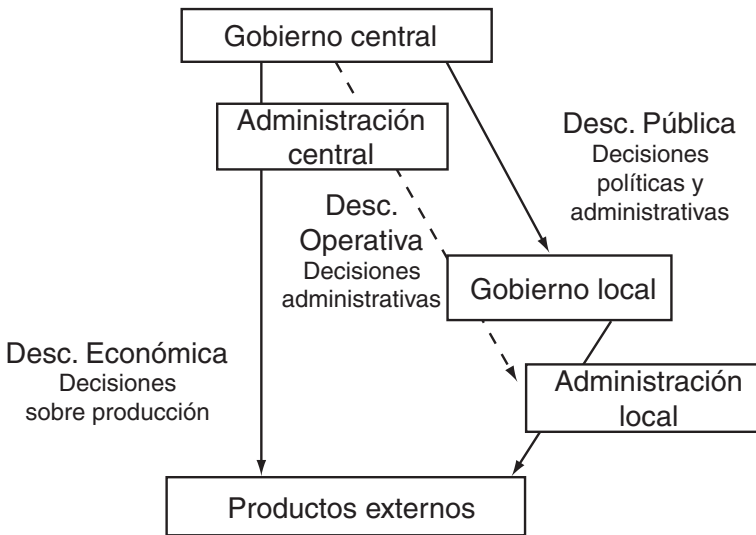 Gobierno central
Administración
central
Desc. Pública
Decisiones
políticas y
administrativas
Desc.
Operativa
Decisiones
administrativas
Gobierno local
Desc. Económica
Decisiones
sobre producción
Administración
local
Productos externos